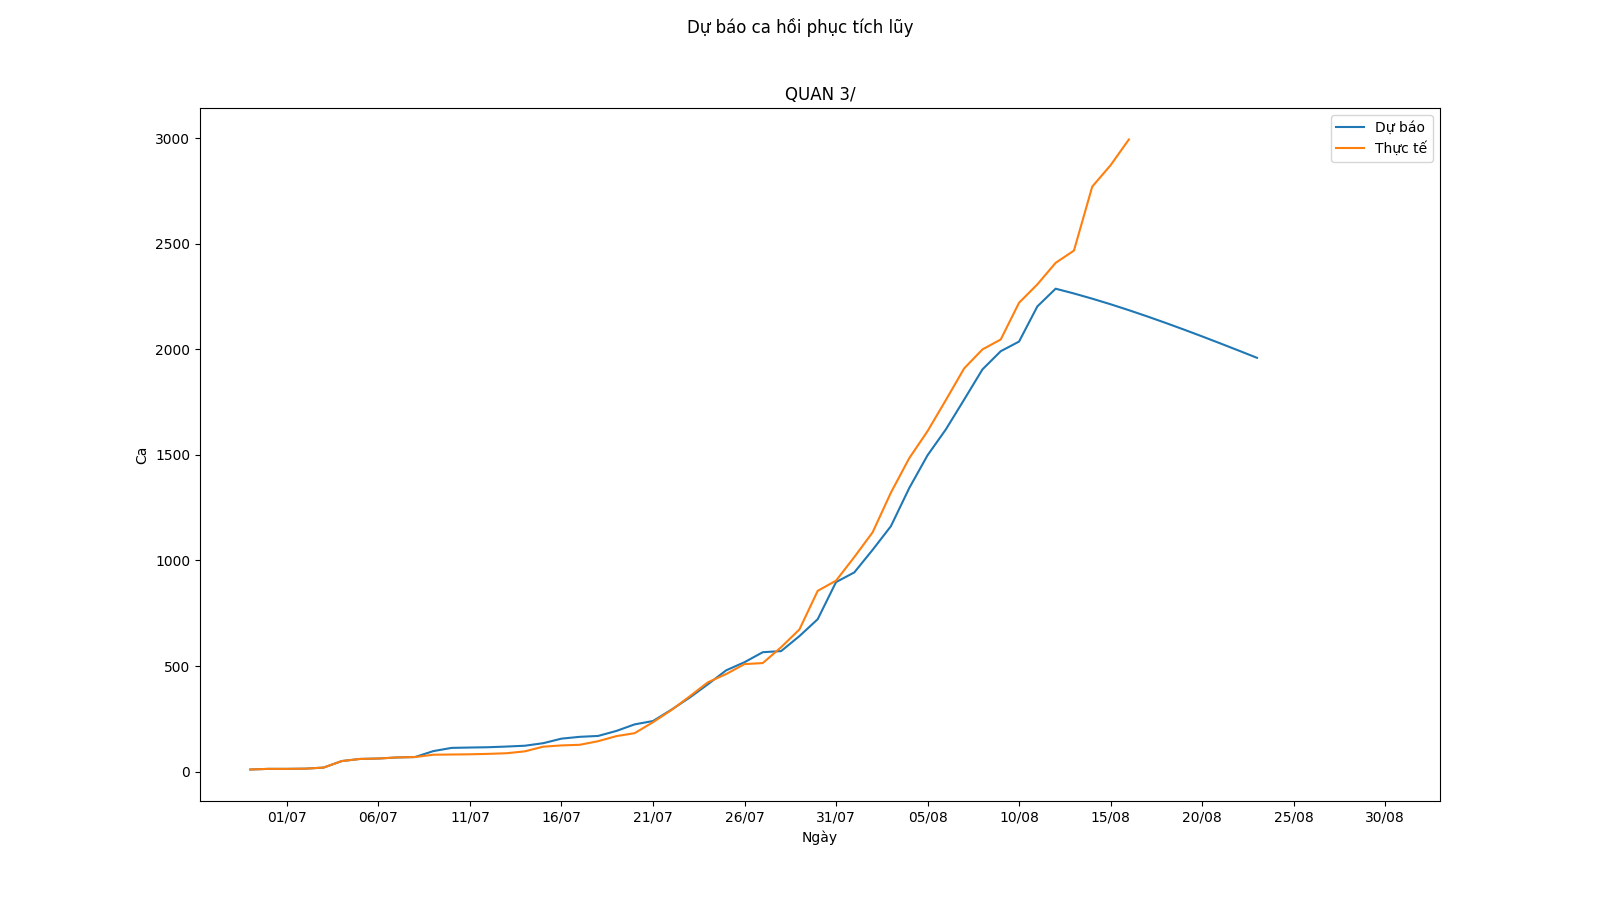 Dự báo ca hồi phục tích lũy
QUAN 3/
Dự báo
Thực tế
3000
2500
2000
1500
1000
500
0
Ca
01/07 06/07 11/07 16/07 21/07 26/07 31/07 05/08 10/08 15/08 20/08 25/08 30/08
Ngày